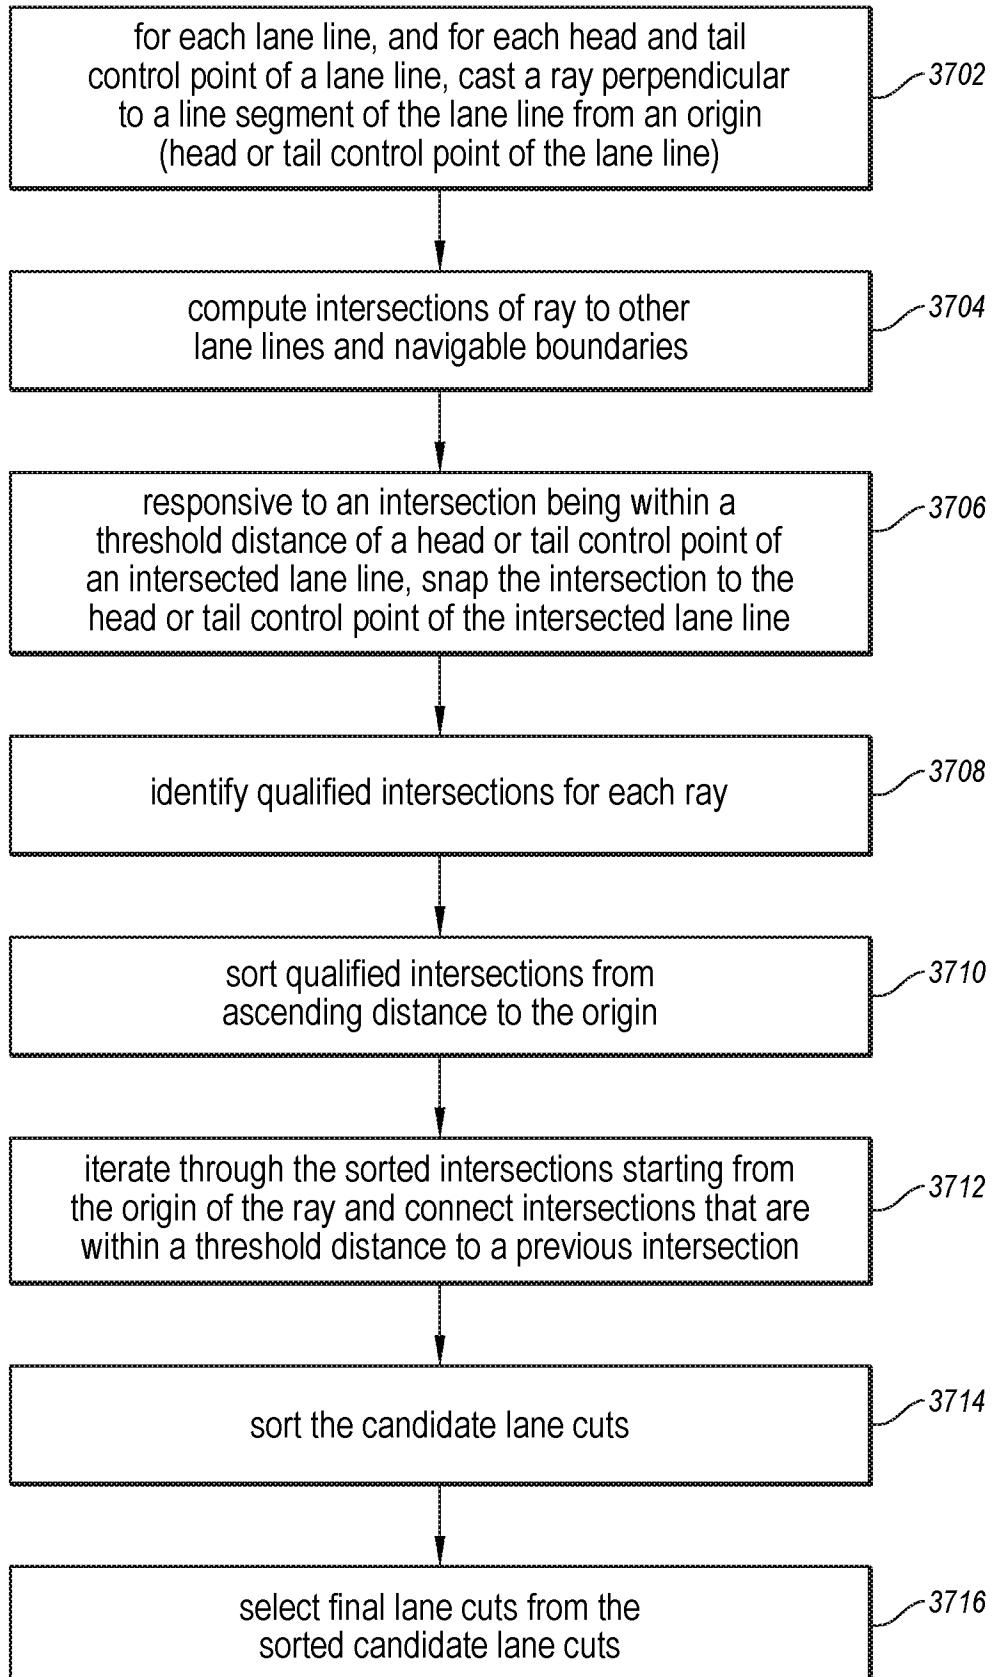 for each lane line, and for each head and tail
control point of a lane line, cast a ray perpendicular
to a line segment of the lane line from an origin
(head or tail control point of the lane line)
3702
compute intersections of ray to other
lane lines and navigable boundaries
3704
responsive to an intersection being within a
threshold distance of a head or tail control point of
an intersected lane line, snap the intersection to the
head or tail control point of the intersected lane line
3706
identify qualified intersections for each ray
3708
sort qualified intersections from
ascending distance to the origin
3710
iterate through the sorted intersections starting from
the origin of the ray and connect intersections that are
within a threshold distance to a previous intersection
3712
sort the candidate lane cuts
3714
select final lane cuts from the
sorted candidate lane cuts
3716